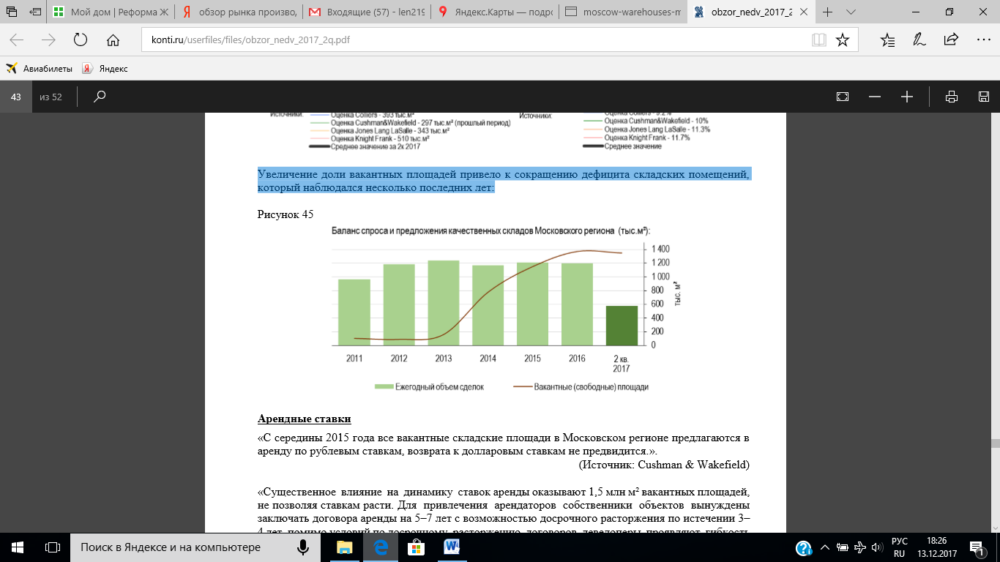 Мой дом | Реформа Ж
обзор рынка произво,
Входящие (57) - len219
Яндекс.Карты — подро
moscow-warehouses-m
obzor_nedv_2017_2
konti.ru/userfiles/files/obzor_nedv_2017_2q.pdf
Авиабилеты
Яндекс
43 из 52
Источники:
Оценка Colliers - 393 тыс.м²
Оценка Cushman&Wakefield - 297 тыс.м² (прошлый период)
Оценка Jones Lang LaSalle - 343 тыс.м²
Оценка Knight Frank - 510 тыс.м²
Среднее значение за 2к 2017
Источники:
Оценка Colliers - 9.2%
Оценка Cushman&Wakefield - 10%
Оценка Jones Lang LaSalle - 11.3%
Оценка Knight Frank - 11.7%
Среднее значение
Увеличение доли вакантных площадей привело к сокращению дефицита складских помещений,
который наблюдался несколько последних лет:
Рисунок 45
Баланс спроса и предложения качественных складов Московского региона (тыс.м²):
1 400
1 200
1 000
800
600
400
200
0
тыс. м²
2011 2012 2013 2014 2015 2016 2 кв.
2017
Ежегодный объем сделок
Вакантные (свободные) площади
Арендные ставки
«С середины 2015 года все вакантные складские площади в Московском регионе предлагаются в
аренду по рублевым ставкам, возврата к долларовым ставкам не предвидится.».
(Источник: Cushman & Wakefield)
«Существенное влияние на динамику ставок аренды оказывают 1,5 млн м² вакантных площадей,
не позволяя ставкам расти. Для привлечения арендаторов собственники объектов вынуждены
заключать договора аренды на 5–7 лет с возможностью досрочного расторжения по истечении 3–
4 лет, помимо условий по досрочному расторжению договоров девелоперы проявляют гибкость
Поиск в Яндексе и на компьютере
РУС
RU
18:26
13.12.2017
1